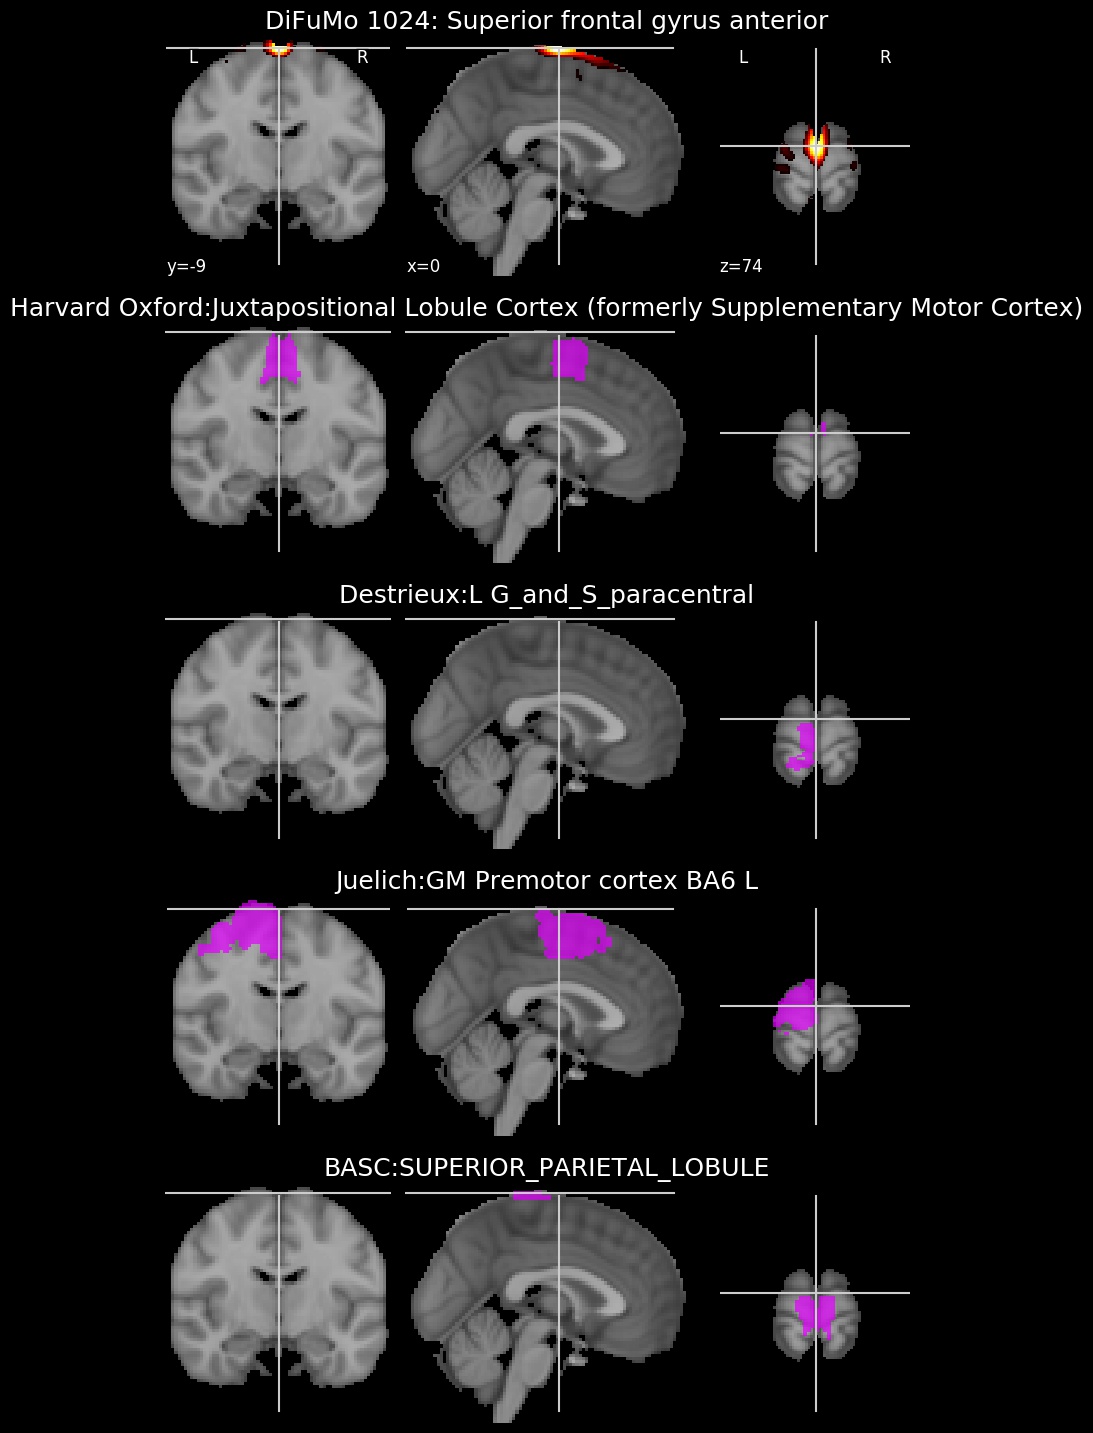 DiFuMo 1024: Superior frontal gyrus anterior
L R L R
y=-9 x=0 z=74
Harvard Oxford:Juxtapositional Lobule Cortex (formerly Supplementary Motor Cortex)
Destrieux:L G_and_S_paracentral
Juelich:GM Premotor cortex BA6 L
BASC:SUPERIOR_PARIETAL_LOBULE